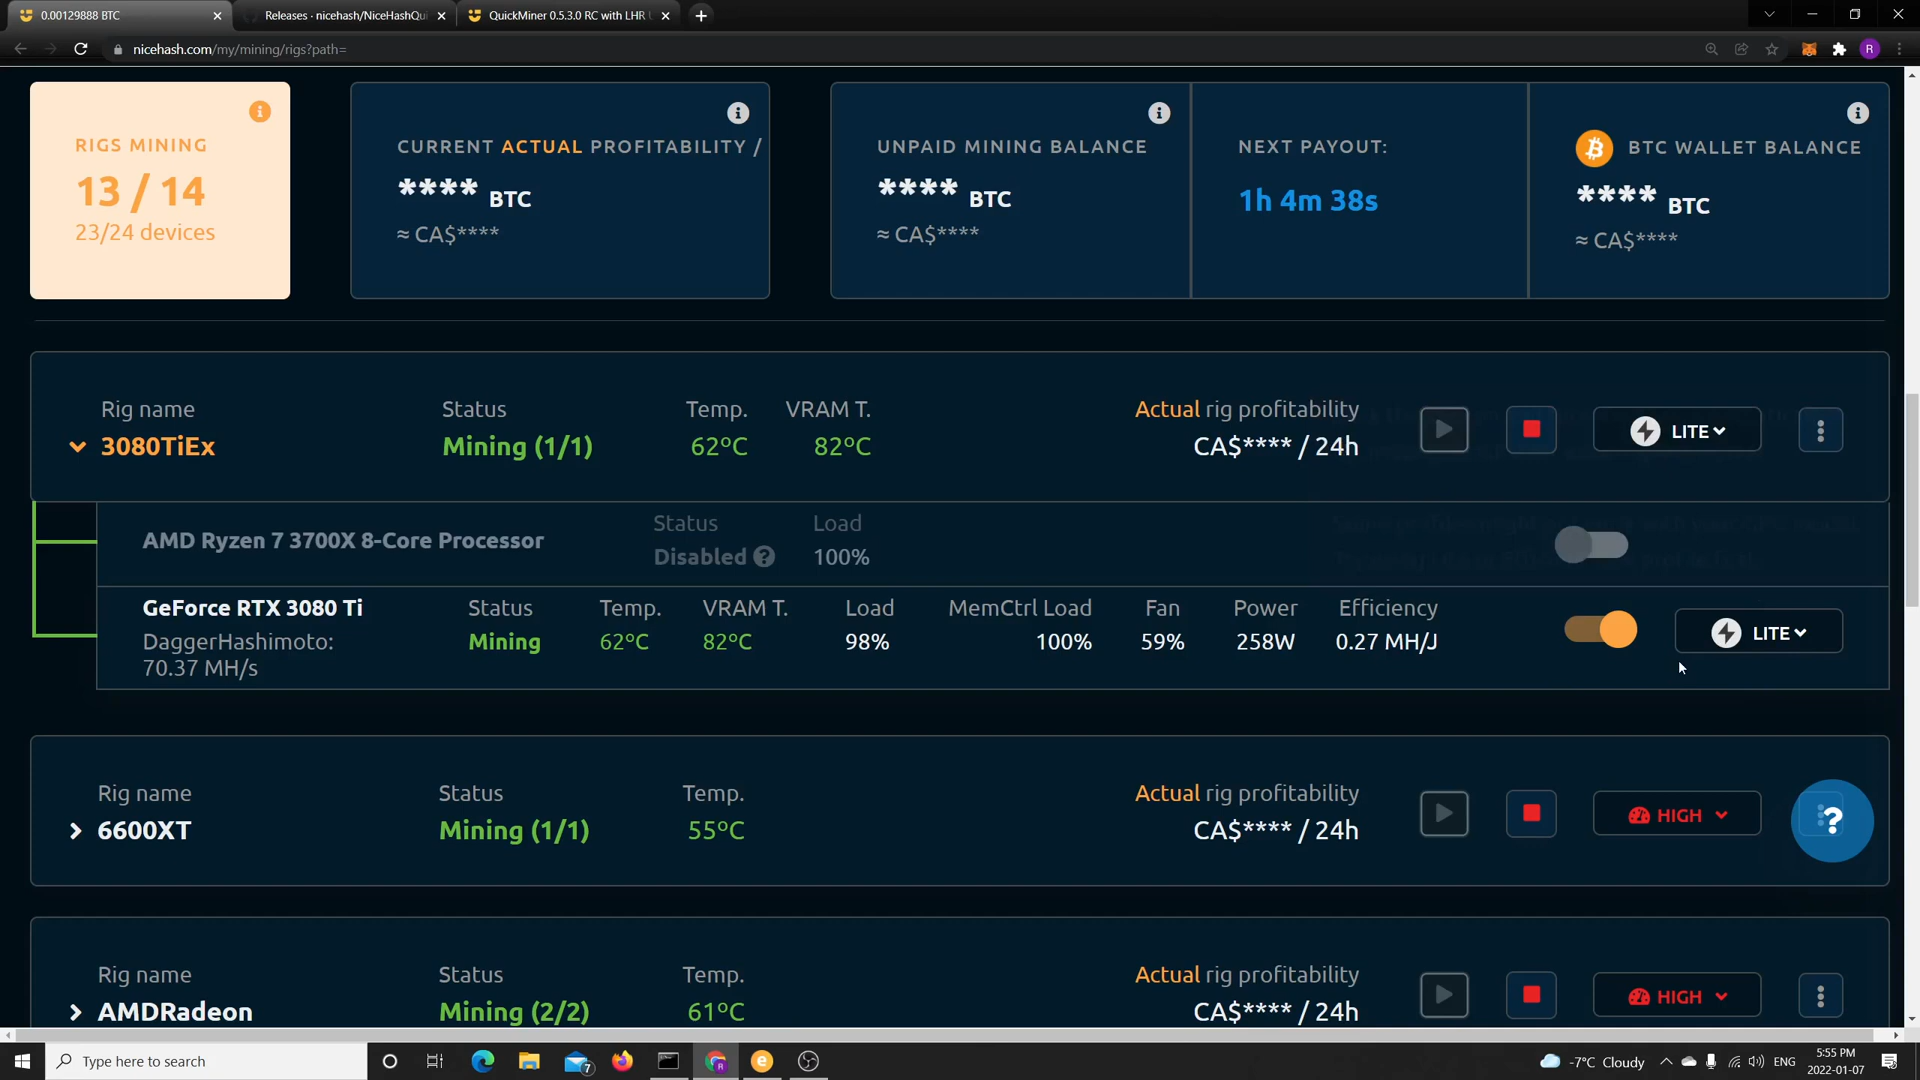 0.00129888 BTC
Releases · nicehash/NiceHashQui
QuickMiner 0.5.3.0 RC with LHR U
nicehash.com/my/mining/rigs?path=
R
RIGS MINING
13 / 14
23/24 devices
CURRENT ACTUAL PROFITABILITY /
**** BTC
≈ CA$****
UNPAID MINING BALANCE
**** BTC
≈ CA$****
NEXT PAYOUT:
1h 4m 38s
BTC WALLET BALANCE
**** BTC
≈ CA$****
Rig name
3080TiEx
Status
Mining (1/1)
Temp.
62°C
VRAM T.
82°C
Actual rig profitability
CA$**** / 24h
LITE
AMD Ryzen 7 3700X 8-Core Processor
Status
Disabled ?
Load
100%
GeForce RTX 3080 Ti
DaggerHashimoto:
70.37 MH/s
Status
Mining
Temp.
62°C
VRAM T.
82°C
Load
98%
MemCtrl Load
100%
Fan
59%
Power
258W
Efficiency
0.27 MH/J
LITE
Rig name
6600XT
Status
Mining (1/1)
Temp.
55°C
Actual rig profitability
CA$**** / 24h
HIGH
?
Rig name
AMDRadeon
Status
Mining (2/2)
Temp.
61°C
Actual rig profitability
CA$**** / 24h
HIGH
Type here to search
7
R
-7°C Cloudy
ENG
5:55 PM
2022-01-07